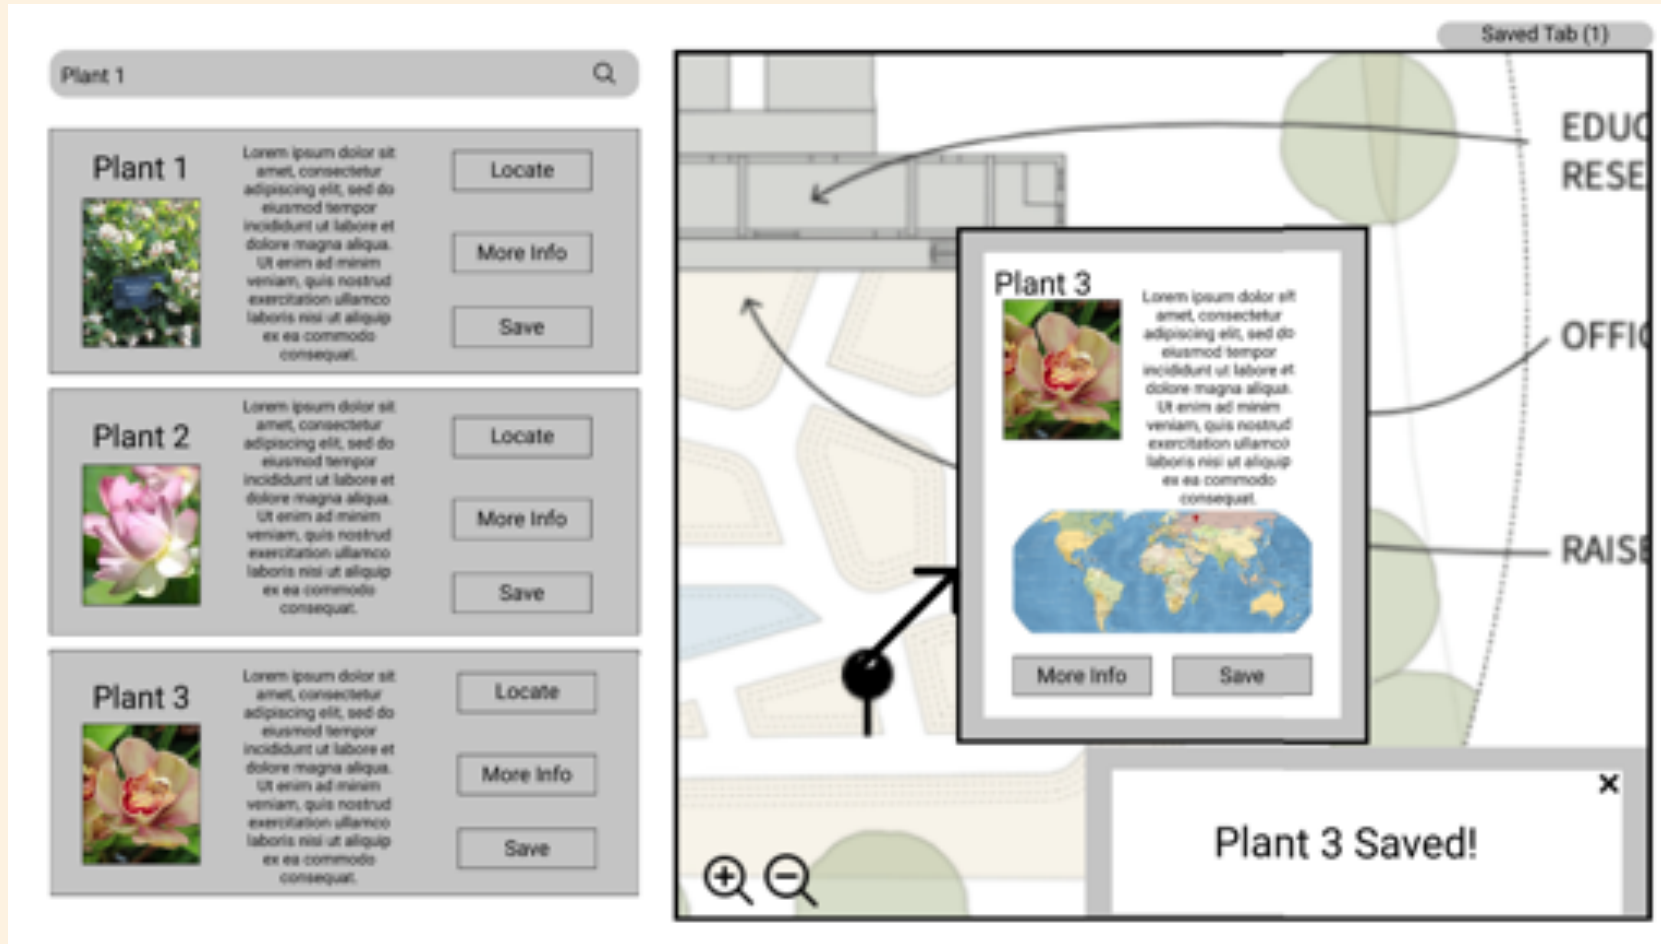 Saved Tab (1)
Plant 1
Plant 1
Lorem ipsum dolor sit
amet, consectetur
adipiscing elit, sed do
eiusmod tempor
incididunt ut labore et
dolore magna aliqua.
Ut enim ad minim
veniam, quis nostrud
exercitation ullamco
laboris nisi ut aliquip
ex ea commodo
consequat.
Locate
More Info
Save
Plant 2
Lorem ipsum dolor sit
amet, consectetur
adipiscing elit, sed do
eiusmod tempor
incididunt ut labore et
dolore magna aliqua.
Ut enim ad minim
veniam, quis nostrud
exercitation ullamco
laboris nisi ut aliquip
ex ea commodo
consequat.
Locate
More Info
Save
Plant 3
Lorem ipsum dolor sit
amet, consectetur
adipiscing elit, sed do
eiusmod tempor
incididunt ut labore et
dolore magna aliqua.
Ut enim ad minim
veniam, quis nostrud
exercitation ullamco
laboris nisi ut aliquip
ex ea commodo
consequat.
Locate
More Info
Save
EDUC
RESE
OFFIC
RAISE
Plant 3
Lorem ipsum dolor sit
amet, consectetur
adipiscing elit, sed do
eiusmod tempor
incididunt ut labore et
dolore magna aliqua.
Ut enim ad minim
veniam, quis nostrud
exercitation ullamco
laboris nisi ut aliquip
ex ea commodo
consequat.
More Info
Save
Plant 3 Saved!